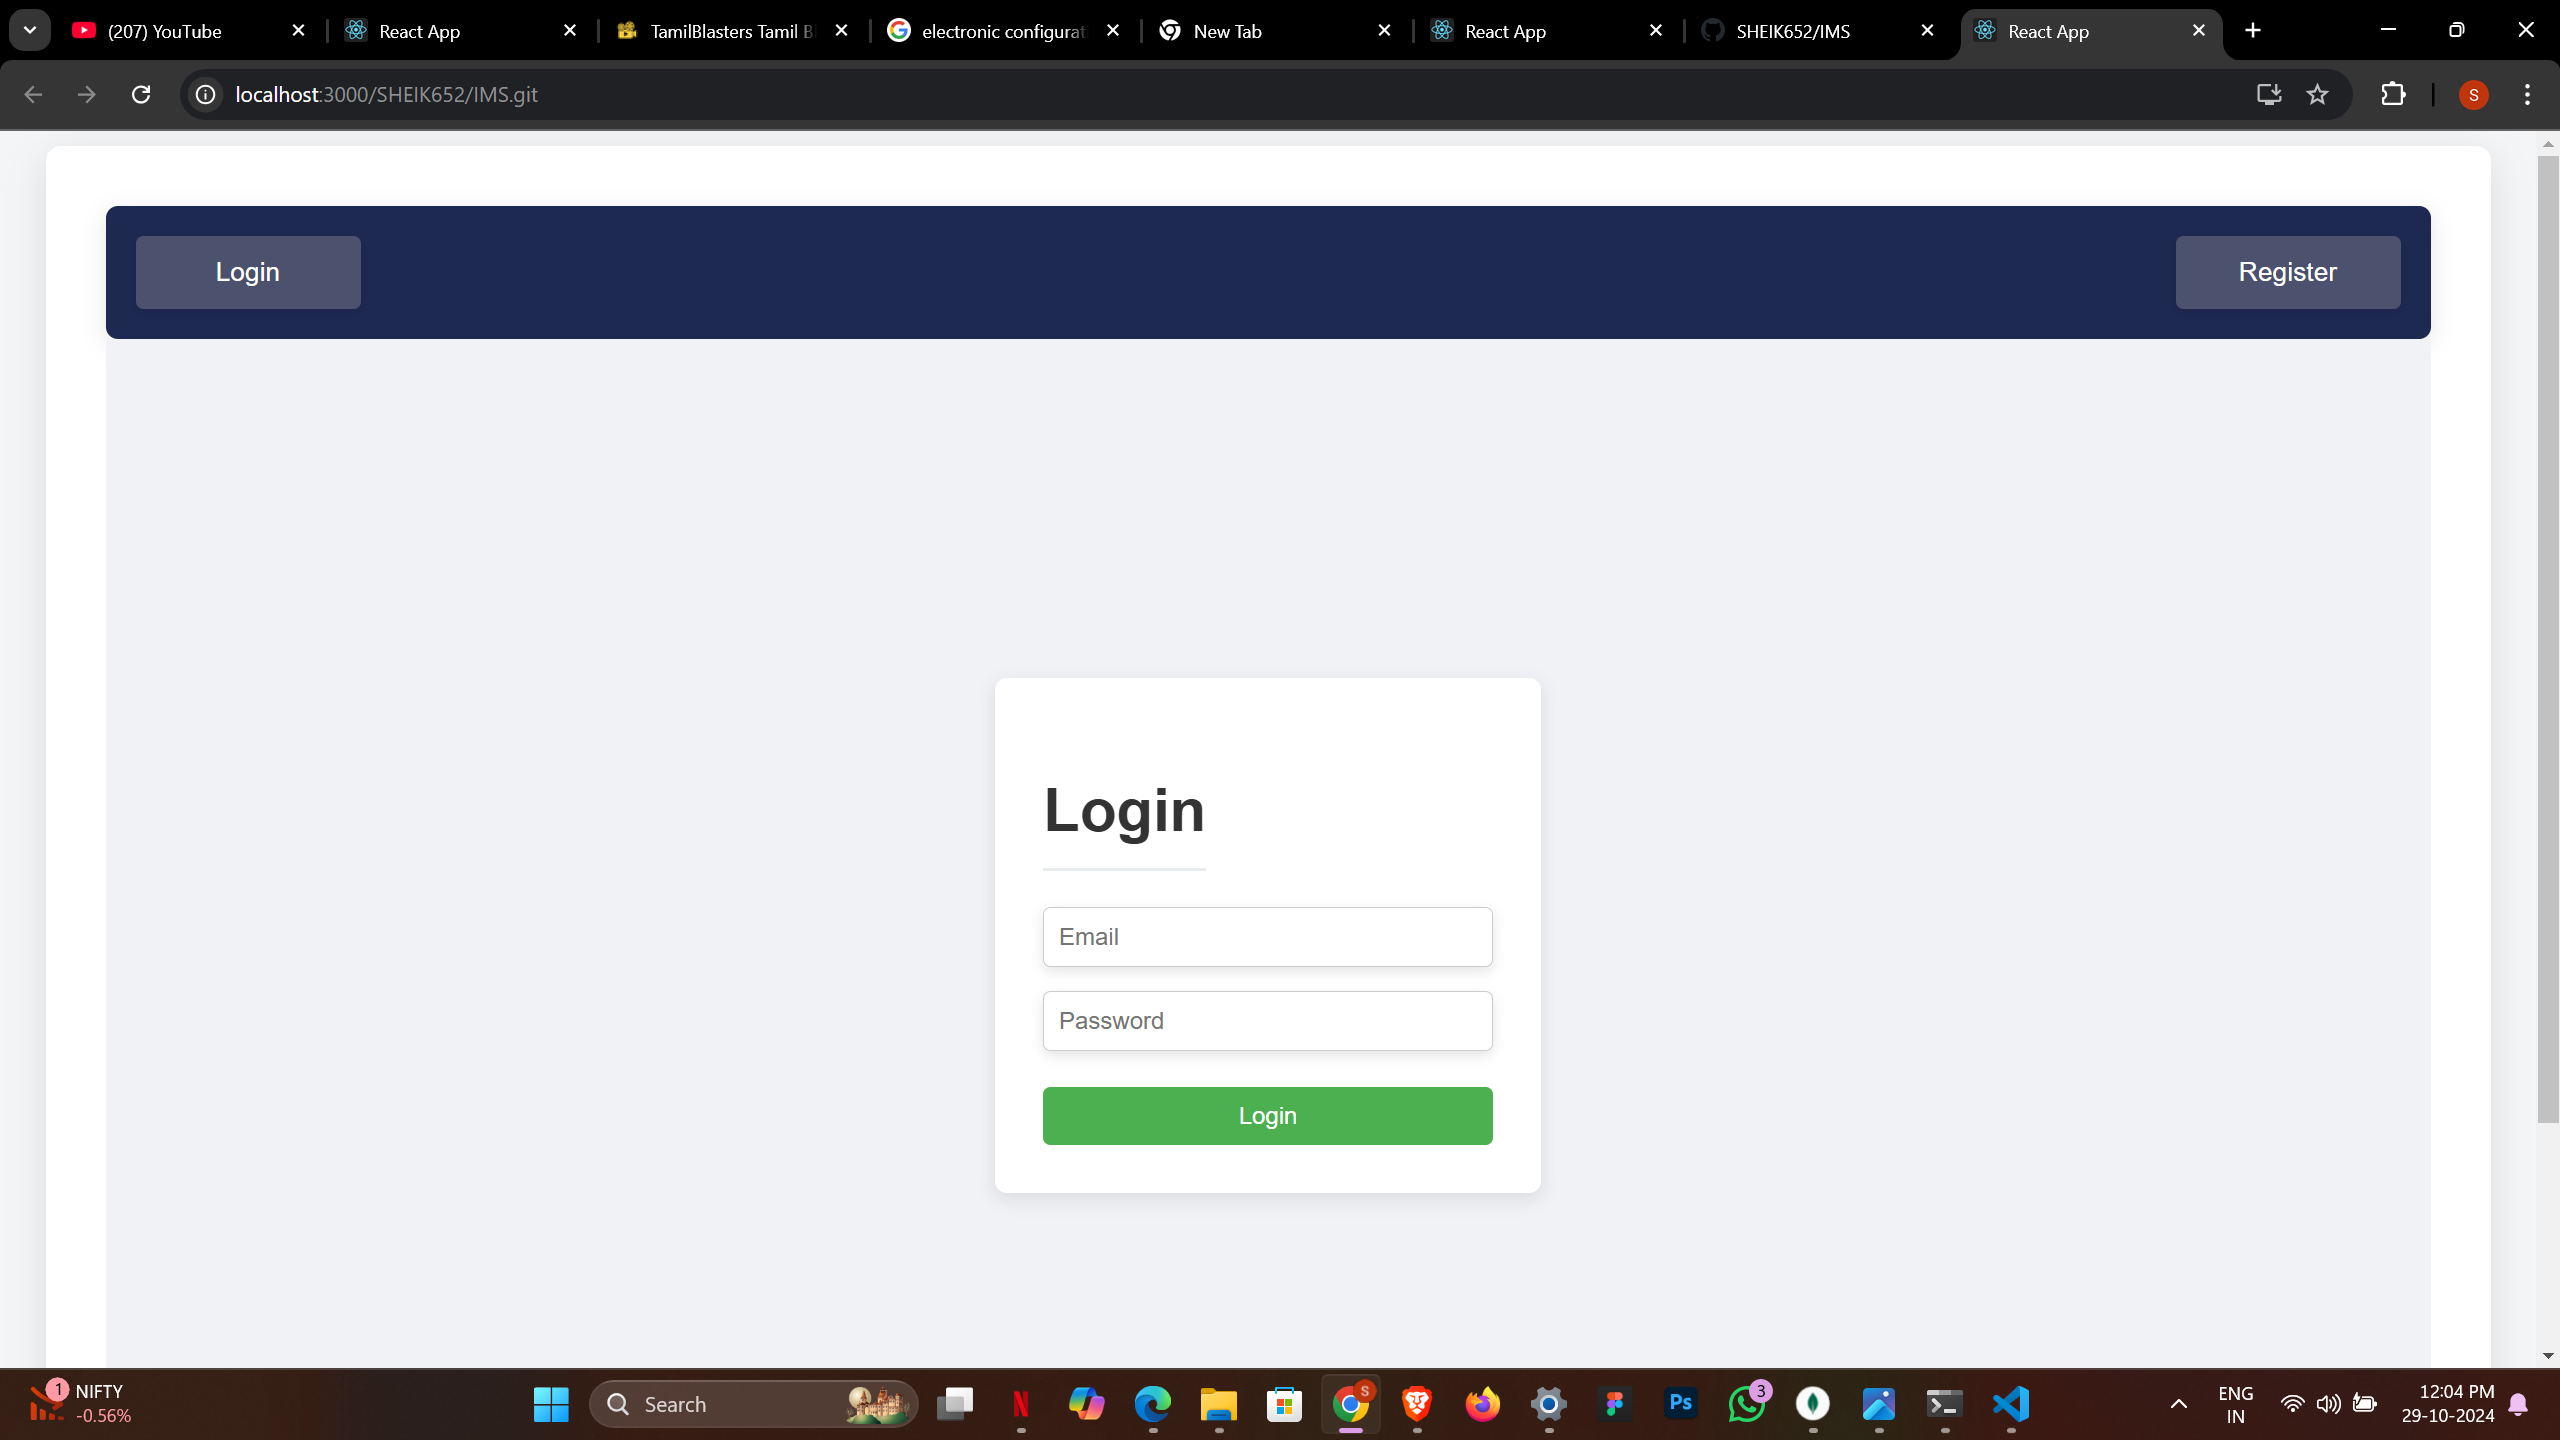 (207) YouTube
React App
TamilBlasters Tamil B
electronic configurat
New Tab
React App
SHEIK652/IMS
React App
localhost:3000/SHEIK652/IMS.git
S
Login
Register
Login
Email
Password
Login
1
NIFTY
-0.56%
Search
N
S
Ps
3
ENG
IN
12:04 PM
29-10-2024